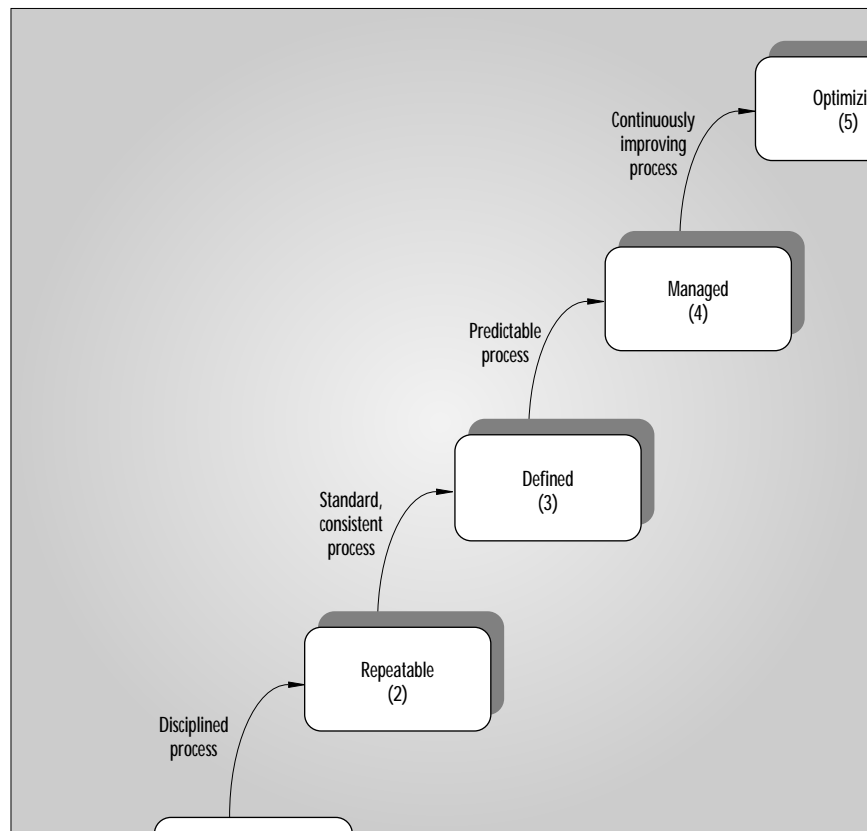 Optimizi
(5)
Continuously
improving
process
Managed
(4)
Predictable
process
Defined
(3)
Standard,
consistent
process
Repeatable
(2)
Disciplined
process